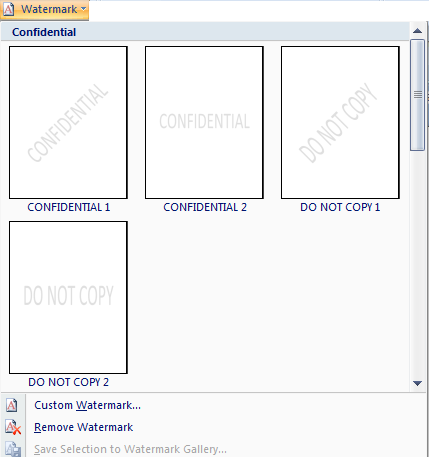 Watermark
Confidential
CONFIDENTIAL
CONFIDENTIAL
DO NOT COPY
CONFIDENTIAL 1
CONFIDENTIAL 2
DO NOT COPY 1
DO NOT COPY
DO NOT COPY 2
Custom Watermark...
Remove Watermark
Save Selection to Watermark Gallery...